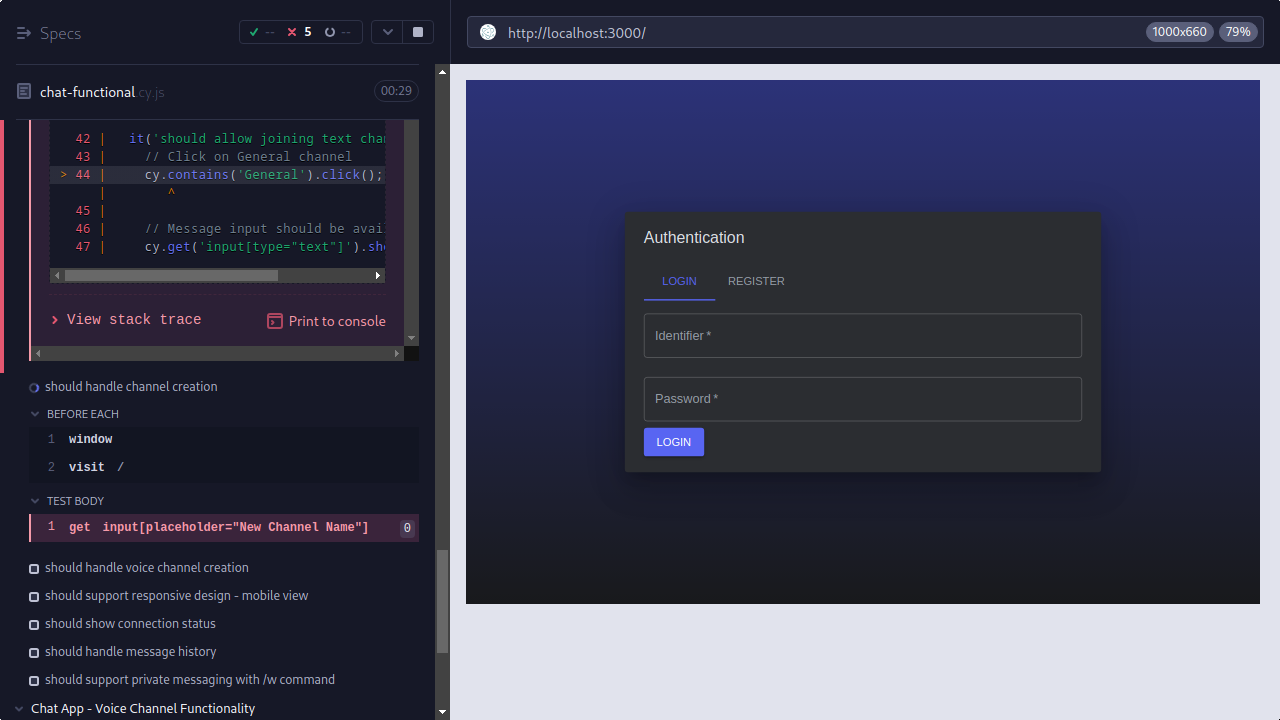 Specs
-- 5 --
http://localhost:3000/
1000x660
79%
chat-functional.cy.js
00:29
42 | it('should allow joining text chan
43 | // Click on General channel
> 44 | cy.contains('General').click();
| ^
45 |
46 | // Message input should be avai
47 | cy.get('input[type="text"]').sho
View stack trace
Print to console
should handle channel creation
BEFORE EACH
1 window
2 visit /
TEST BODY
1 get input[placeholder="New Channel Name"] 0
should handle voice channel creation
should support responsive design - mobile view
should show connection status
should handle message history
should support private messaging with /w command
Chat App - Voice Channel Functionality
Authentication
LOGIN
REGISTER
Identifier *
Password *
LOGIN